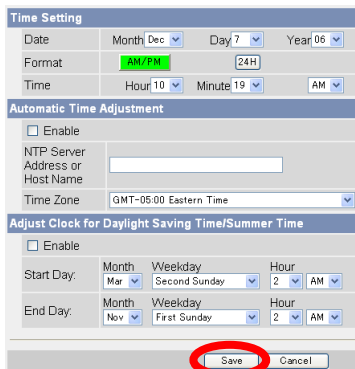 Time Setting
Date Month Dec Day 7 Year 06
Format AM/PM 24H
Time Hour 10 Minute 19 AM
Automatic Time Adjustment
Enable
NTP Server
Address or
Host Name
Time Zone GMT-05:00 Eastern Time
Adjust Clock for Daylight Saving Time/Summer Time
Enable
Month Weekday Hour
Start Day: Mar Second Sunday 2 AM
Month Weekday Hour
End Day: Nov First Sunday 2 AM
Save Cancel